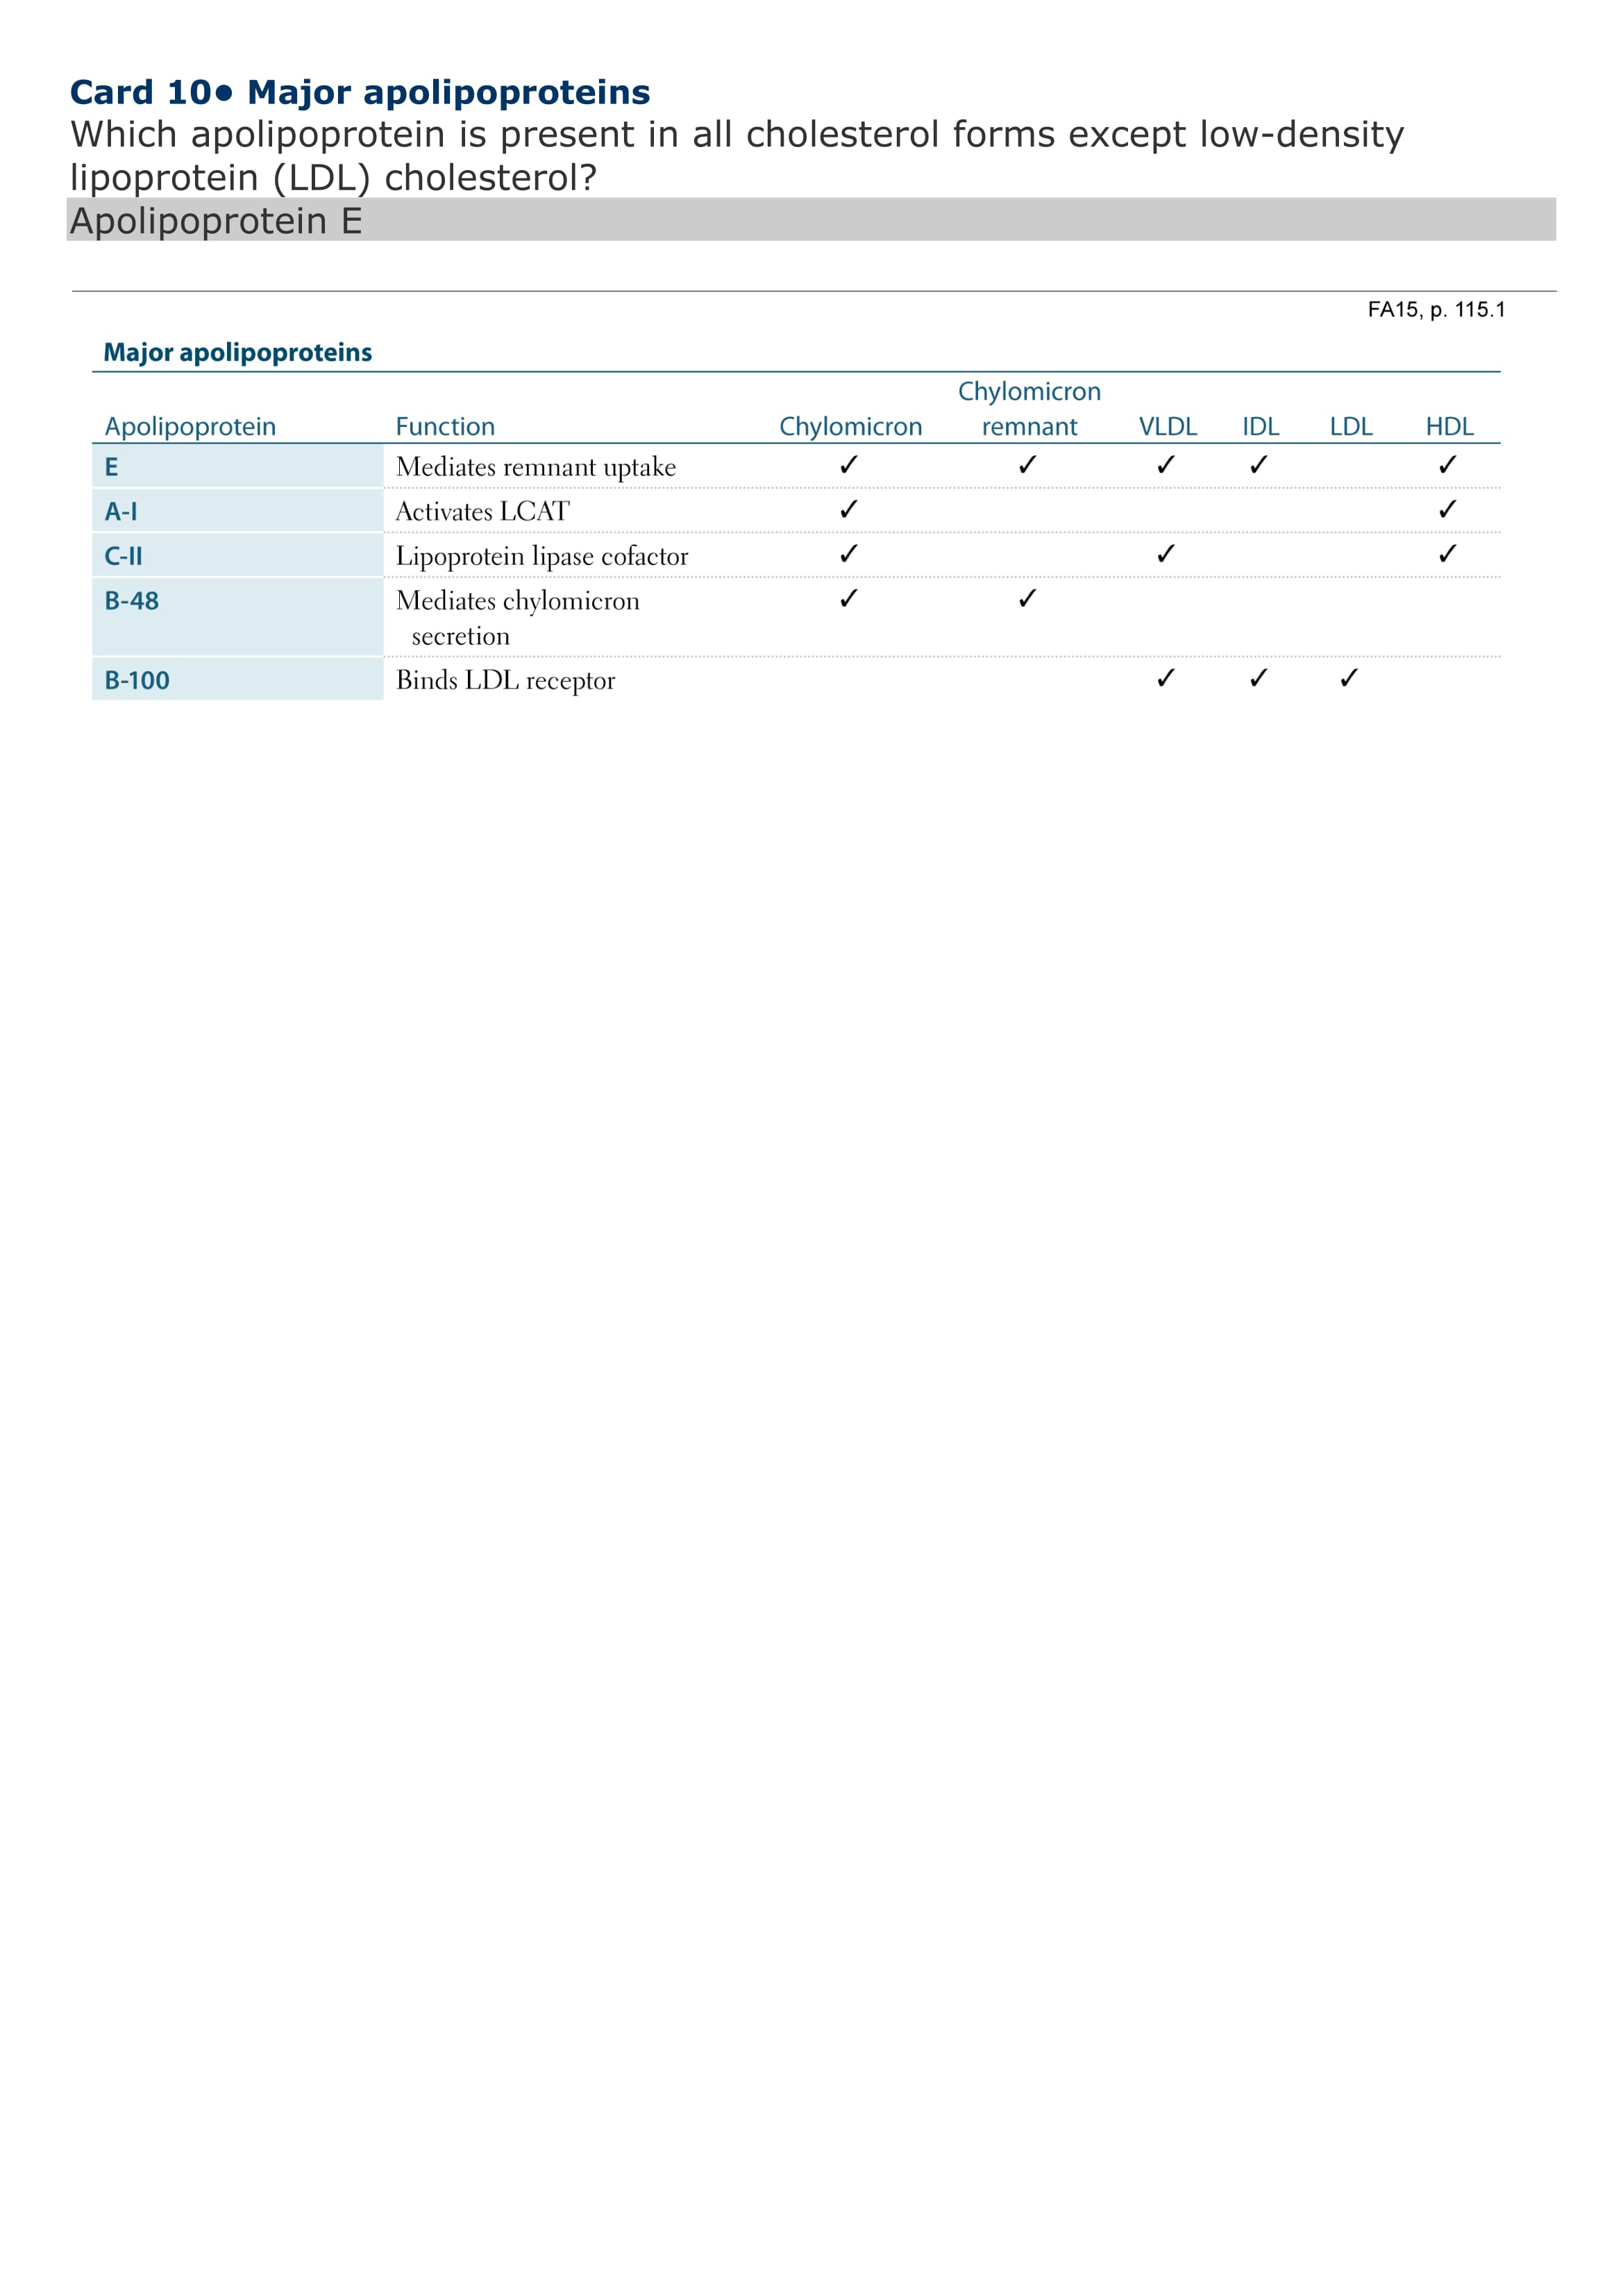 Card 10● Major apolipoproteins
Which apolipoprotein is present in all cholesterol forms except low-density
lipoprotein (LDL) cholesterol?
Apolipoprotein E
FA15, p. 115.1
Major apolipoproteins
Chylomicron
Apolipoprotein Function Chylomicron remnant VLDL IDL LDL HDL
E Mediates remnant uptake ✓ ✓ ✓ ✓ ✓
A-I Activates LCAT ✓ ✓
C-II Lipoprotein lipase cofactor ✓ ✓ ✓
B-48 Mediates chylomicron ✓ ✓
secretion
B-100 Binds LDL receptor ✓ ✓ ✓